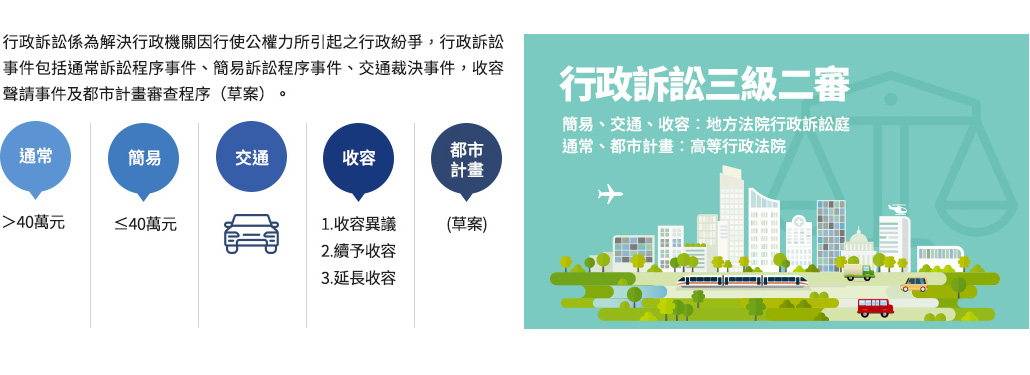 行政訴訟係為解決行政機關因行使公權力所引起之行政紛爭，行政訴訟
事件包括通常訴訟程序事件、簡易訴訟程序事件、交通裁決事件，收容
聲請事件及都市計畫審查程序（草案）。
通常
>40萬元
簡易
≤40萬元
交通
收容
1.收容異議
2.續予收容
3.延長收容
都市
計畫
(草案)
行政訴訟三級二審
簡易、交通、收容：地方法院行政訴訟庭
通常、都市計畫：高等行政法院